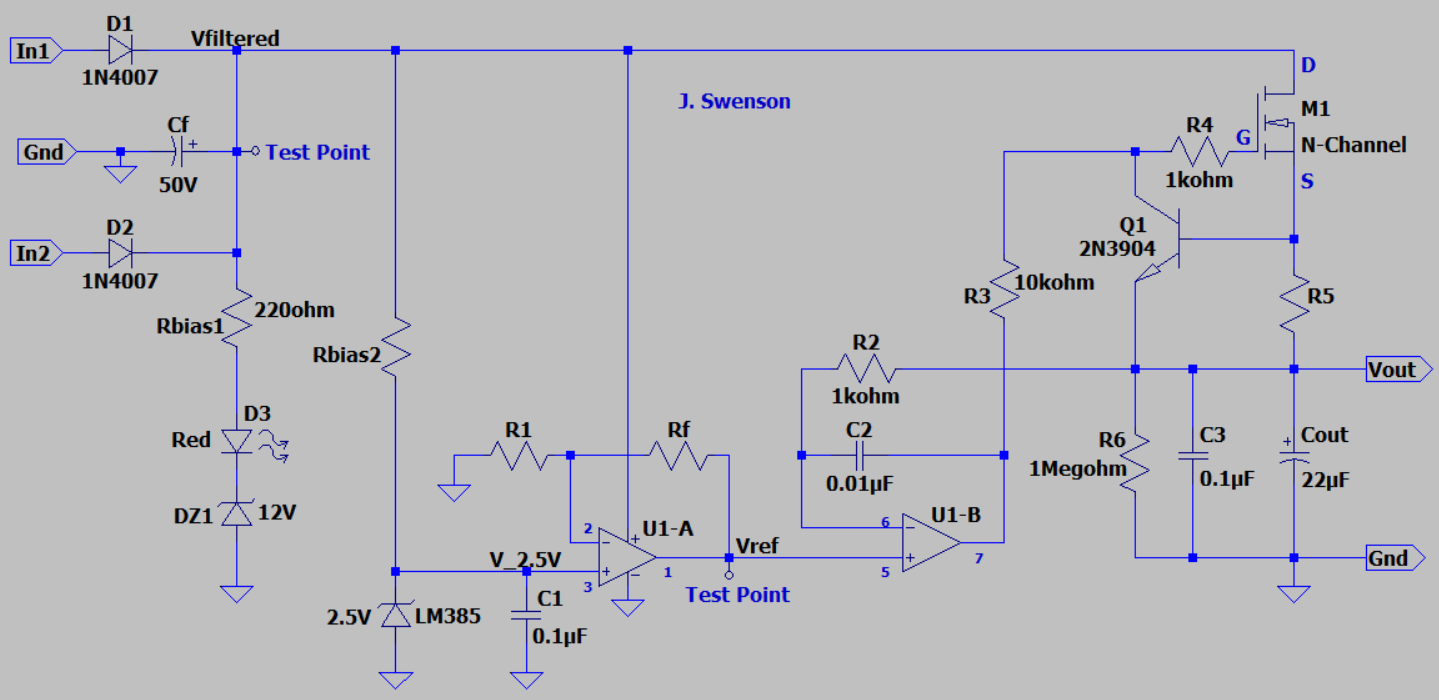 D1
In1
Vfiltered
1N4007
J. Swenson
D
M1
N-Channel
G
S
R4
1kohm
Cf
+
Gnd
Test Point
50V
D2
In2
1N4007
Q1
2N3904
220ohm
Rbias1
Rbias2
R3
10kohm
R5
R2
1kohm
Vout
D3
Red
R1
Rf
C2
0.01µF
R6
1Megohm
C3
0.1µF
+
Cout
22µF
DZ1
12V
2
−
+
U1-A
6
−
U1-B
V_2.5V
3
+
−
1
Vref
5
+
7
Gnd
Test Point
2.5V
LM385
C1
0.1µF